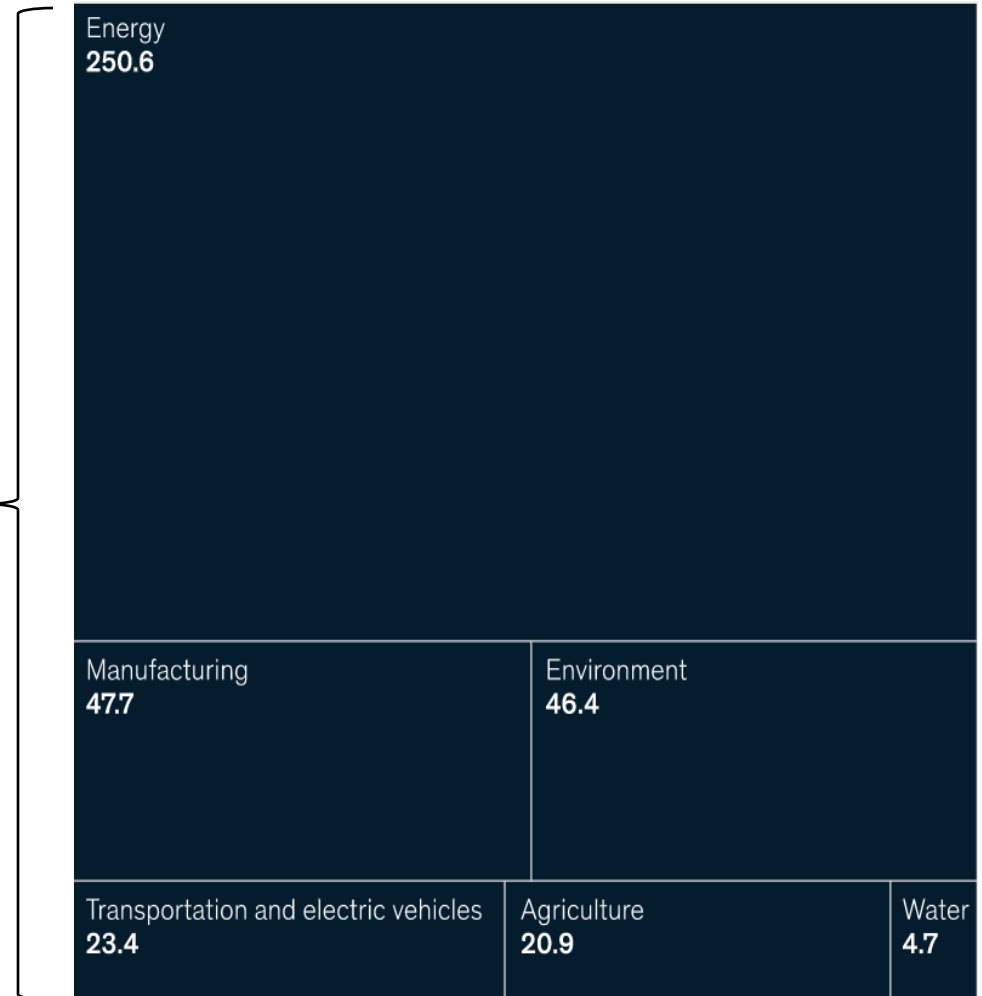 Energy
250.6
Manufacturing
47.7
Environment
46.4
Transportation and electric vehicles
23.4
Agriculture
20.9
Water
4.7